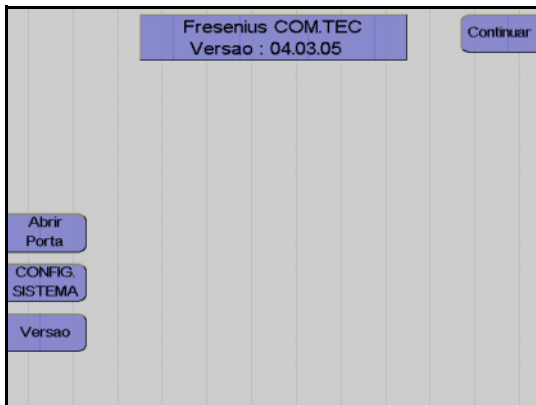 Fresenius COM.TEC
Versao : 04.03.05
Continuar
Abrir
Porta
CONFIG.
SISTEMA
Versao